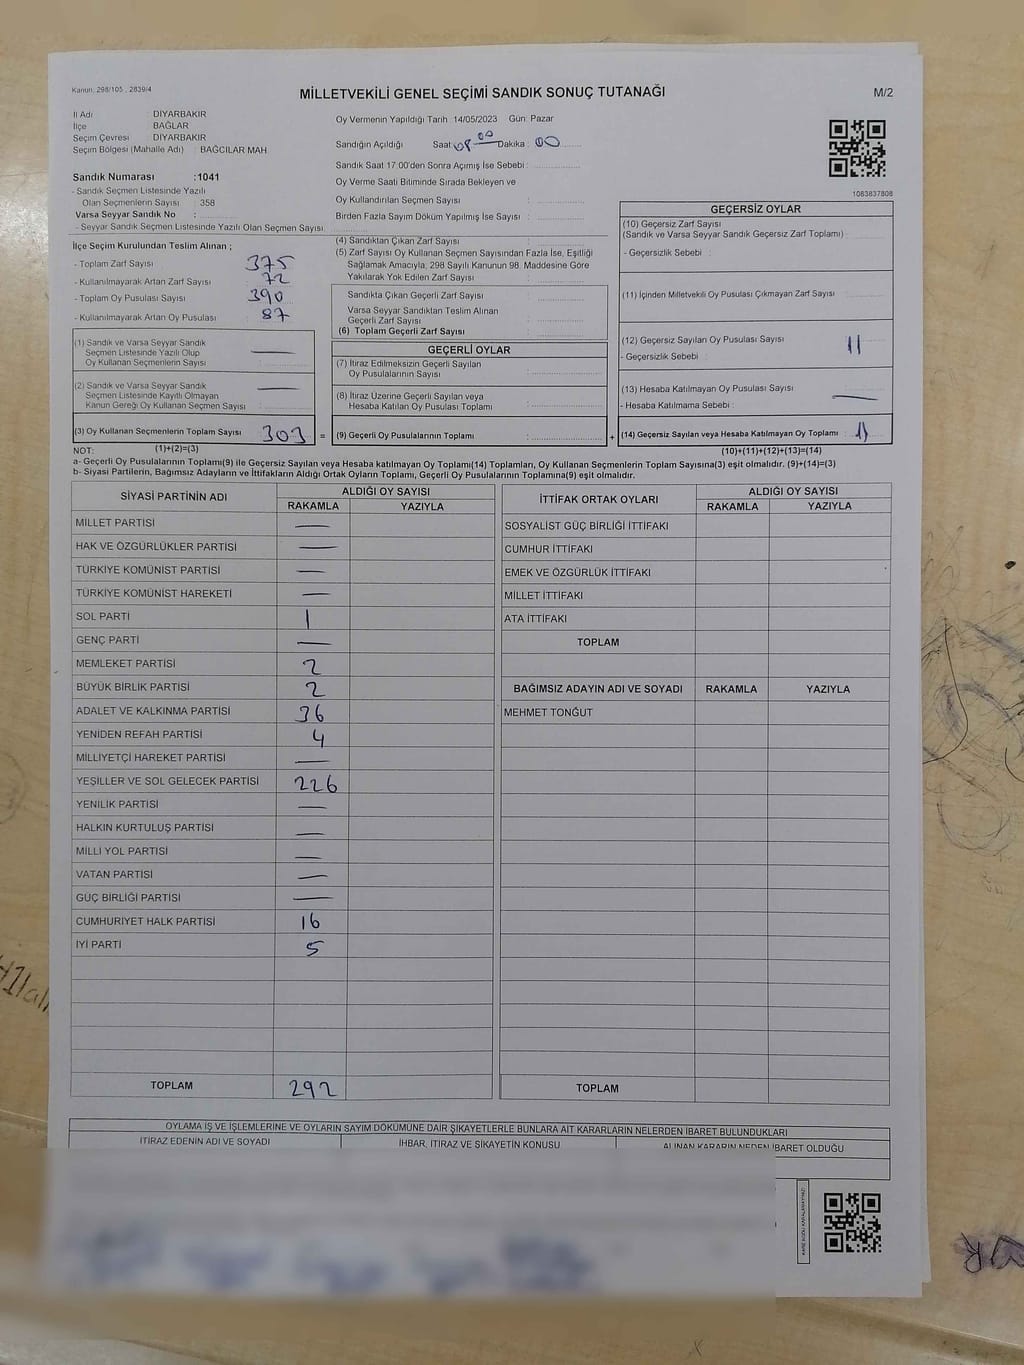 Kanun: 298/105 , 2839/4
MİLLETVEKİLİ GENEL SEÇİMİ SANDIK SONUÇ TUTANAĞI
M/2
İl Adı DİYARBAKIR
İlçe BAĞLAR
Seçim Çevresi DİYARBAKIR
Seçim Bölgesi (Mahalle Adı) BAĞCILAR MAH
Oy Vermenin Yapıldığı Tarih 14/05/2023 Gün: Pazar
Sandığın Açıldığı Saat 08 00 Dakika : 00
Sandık Saat 17:00'den Sonra Açımış İse Sebebi :
Oy Verme Saati Bitiminde Sırada Bekleyen ve
Oy Kullandırılan Seçmen Sayısı :
Birden Fazla Sayım Döküm Yapılmış İse Sayısı :
1083837808
Sandık Numarası :1041
- Sandık Seçmen Listesinde Yazılı
Olan Seçmenlerin Sayısı : 358
Varsa Seyyar Sandık No :
- Seyyar Sandık Seçmen Listesinde Yazılı Olan Seçmen Sayısı
İlçe Seçim Kurulundan Teslim Alınan ;
- Toplam Zarf Sayısı 375
- Kullanılmayarak Artan Zarf Sayısı 72
- Toplam Oy Pusulası Sayısı 390
- Kullanılmayarak Artan Oy Pusulası 87
(1) Sandık ve Varsa Seyyar Sandık
Seçmen Listesinde Yazılı Olup
Oy Kullanan Seçmenlerin Sayısı : —
(2) Sandık ve Varsa Seyyar Sandık
Seçmen Listesinde Kayıtlı Olmayan
Kanun Gereği Oy Kullanan Seçmen Sayısı : —
(3) Oy Kullanan Seçmenlerin Toplam Sayısı 303 =
(4) Sandıktan Çıkan Zarf Sayısı :
(5) Zarf Sayısı Oy Kullanan Seçmen Sayısından Fazla İse, Eşitliği
Sağlamak Amacıyla, 298 Sayılı Kanunun 98. Maddesine Göre
Yakılarak Yok Edilen Zarf Sayısı :
Sandıkta Çıkan Geçerli Zarf Sayısı :
Varsa Seyyar Sandıktan Teslim Alınan
Geçerli Zarf Sayısı :
(6) Toplam Geçerli Zarf Sayısı :
GEÇERLİ OYLAR
(7) İtiraz Edilmeksizin Geçerli Sayılan
Oy Pusulalarının Sayısı :
(8) İtiraz Üzerine Geçerli Sayılan veya
Hesaba Katılan Oy Pusulası Toplamı :
(9) Geçerli Oy Pusulalarının Toplamı : +
GEÇERSİZ OYLAR
(10) Geçersiz Zarf Sayısı
(Sandık ve Varsa Seyyar Sandık Geçersiz Zarf Toplamı)
- Geçersizlik Sebebi :
(11) İçinden Milletvekili Oy Pusulası Çıkmayan Zarf Sayısı
(12) Geçersiz Sayılan Oy Pusulası Sayısı : 11
- Geçersizlik Sebebi :
(13) Hesaba Katılmayan Oy Pusulası Sayısı : —
- Hesaba Katılmama Sebebi :
(14) Geçersiz Sayılan veya Hesaba Katılmayan Oy Toplamı : 11
NOT: (1)+(2)=(3) (10)+(11)+(12)+(13)=(14)
a- Geçerli Oy Pusulalarının Toplamı(9) ile Geçersiz Sayılan veya Hesaba katılmayan Oy Toplamı(14) Toplamları, Oy Kullanan Seçmenlerin Toplam Sayısına(3) eşit olmalıdır. (9)+(14)=(3)
b- Siyasi Partilerin, Bağımsız Adayların ve İttifakların Aldığı Ortak Oyların Toplamı, Geçerli Oy Pusulalarının Toplamına(9) eşit olmalıdır.
SİYASİ PARTİNİN ADI ALDIĞI OY SAYISI
RAKAMLA YAZIYLA
MİLLET PARTİSİ —
HAK VE ÖZGÜRLÜKLER PARTİSİ —
TÜRKİYE KOMÜNİST PARTİSİ —
TÜRKİYE KOMÜNİST HAREKETİ —
SOL PARTİ 1
GENÇ PARTİ —
MEMLEKET PARTİSİ 2
BÜYÜK BİRLİK PARTİSİ 2
ADALET VE KALKINMA PARTİSİ 36
YENİDEN REFAH PARTİSİ 4
MİLLİYETÇİ HAREKET PARTİSİ —
YEŞİLLER VE SOL GELECEK PARTİSİ 226
YENİLİK PARTİSİ —
HALKIN KURTULUŞ PARTİSİ —
MİLLİ YOL PARTİSİ —
VATAN PARTİSİ —
GÜÇ BİRLİĞİ PARTİSİ —
CUMHURİYET HALK PARTİSİ 16
İYİ PARTİ 5
TOPLAM 292
İTTİFAK ORTAK OYLARI ALDIĞI OY SAYISI
RAKAMLA YAZIYLA
SOSYALİST GÜÇ BİRLİĞİ İTTİFAKI
CUMHUR İTTİFAKI
EMEK VE ÖZGÜRLÜK İTTİFAKI
MİLLET İTTİFAKI
ATA İTTİFAKI
TOPLAM
BAĞIMSIZ ADAYIN ADI VE SOYADI RAKAMLA YAZIYLA
MEHMET TONĞUT
TOPLAM
OYLAMA İŞ VE İŞLEMLERINE VE OYLARIN SAYIM DÖKÜMÜNE DAİR ŞİKAYETLERLE BUNLARA AİT KARARLARIN NELERDEN İBARET BULUNDUKLARI
İTİRAZ EDENİN ADI VE SOYADI İHBAR, İTİRAZ VE ŞİKAYETİN KONUSU ALINAN KARARIN NEDEN İBARET OLDUĞU